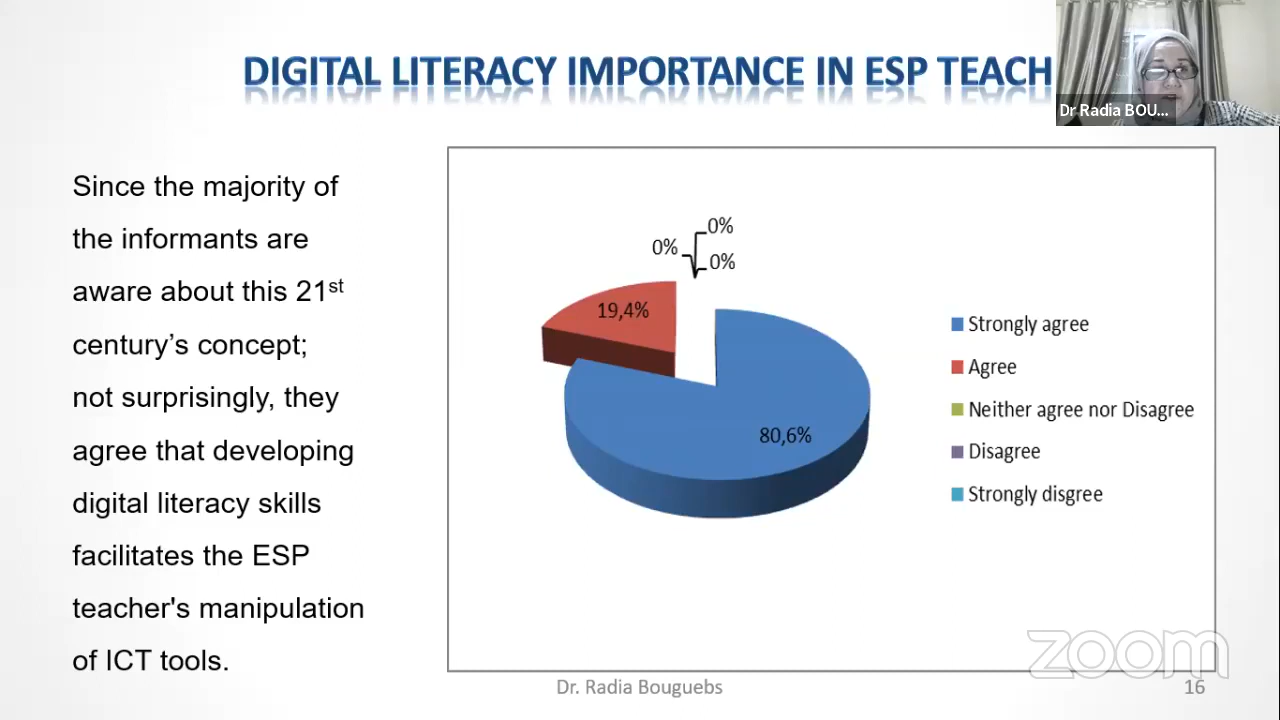 DIGITAL LITERACY IMPORTANCE IN ESP TEACH
Dr Radia BOU...
Since the majority of
the informants are
aware about this 21st
century’s concept;
not surprisingly, they
agree that developing
digital literacy skills
facilitates the ESP
teacher's manipulation
of ICT tools.
0%
0%
0%
19,4%
80,6%
Strongly agree
Agree
Neither agree nor Disagree
Disagree
Strongly disgree
zoom
Dr. Radia Bouguebs
16